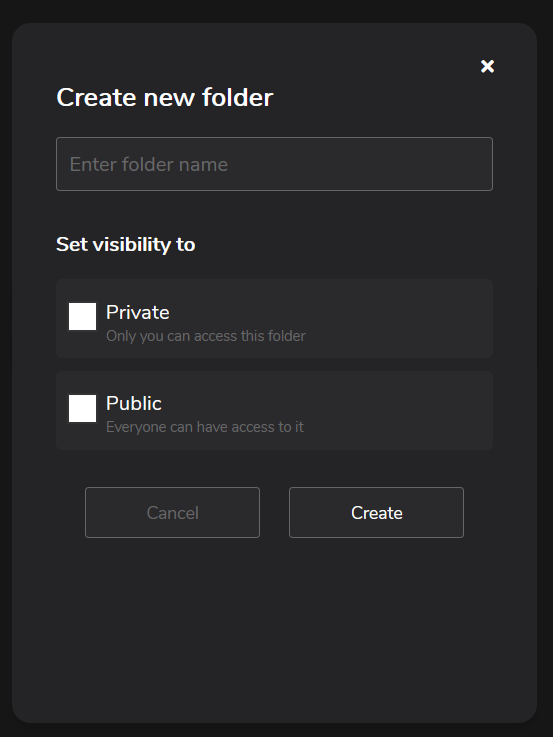 Create new folder
Enter folder name
Set visibility to
Private
Only you can access this folder
Public
Everyone can have access to it
Cancel
Create